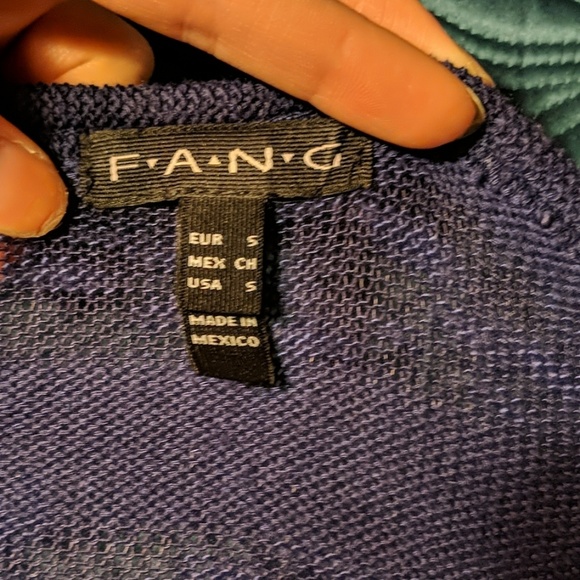 F·A·N·G
EUR S
MEX CH
USA S
MADE IN
MEXICO